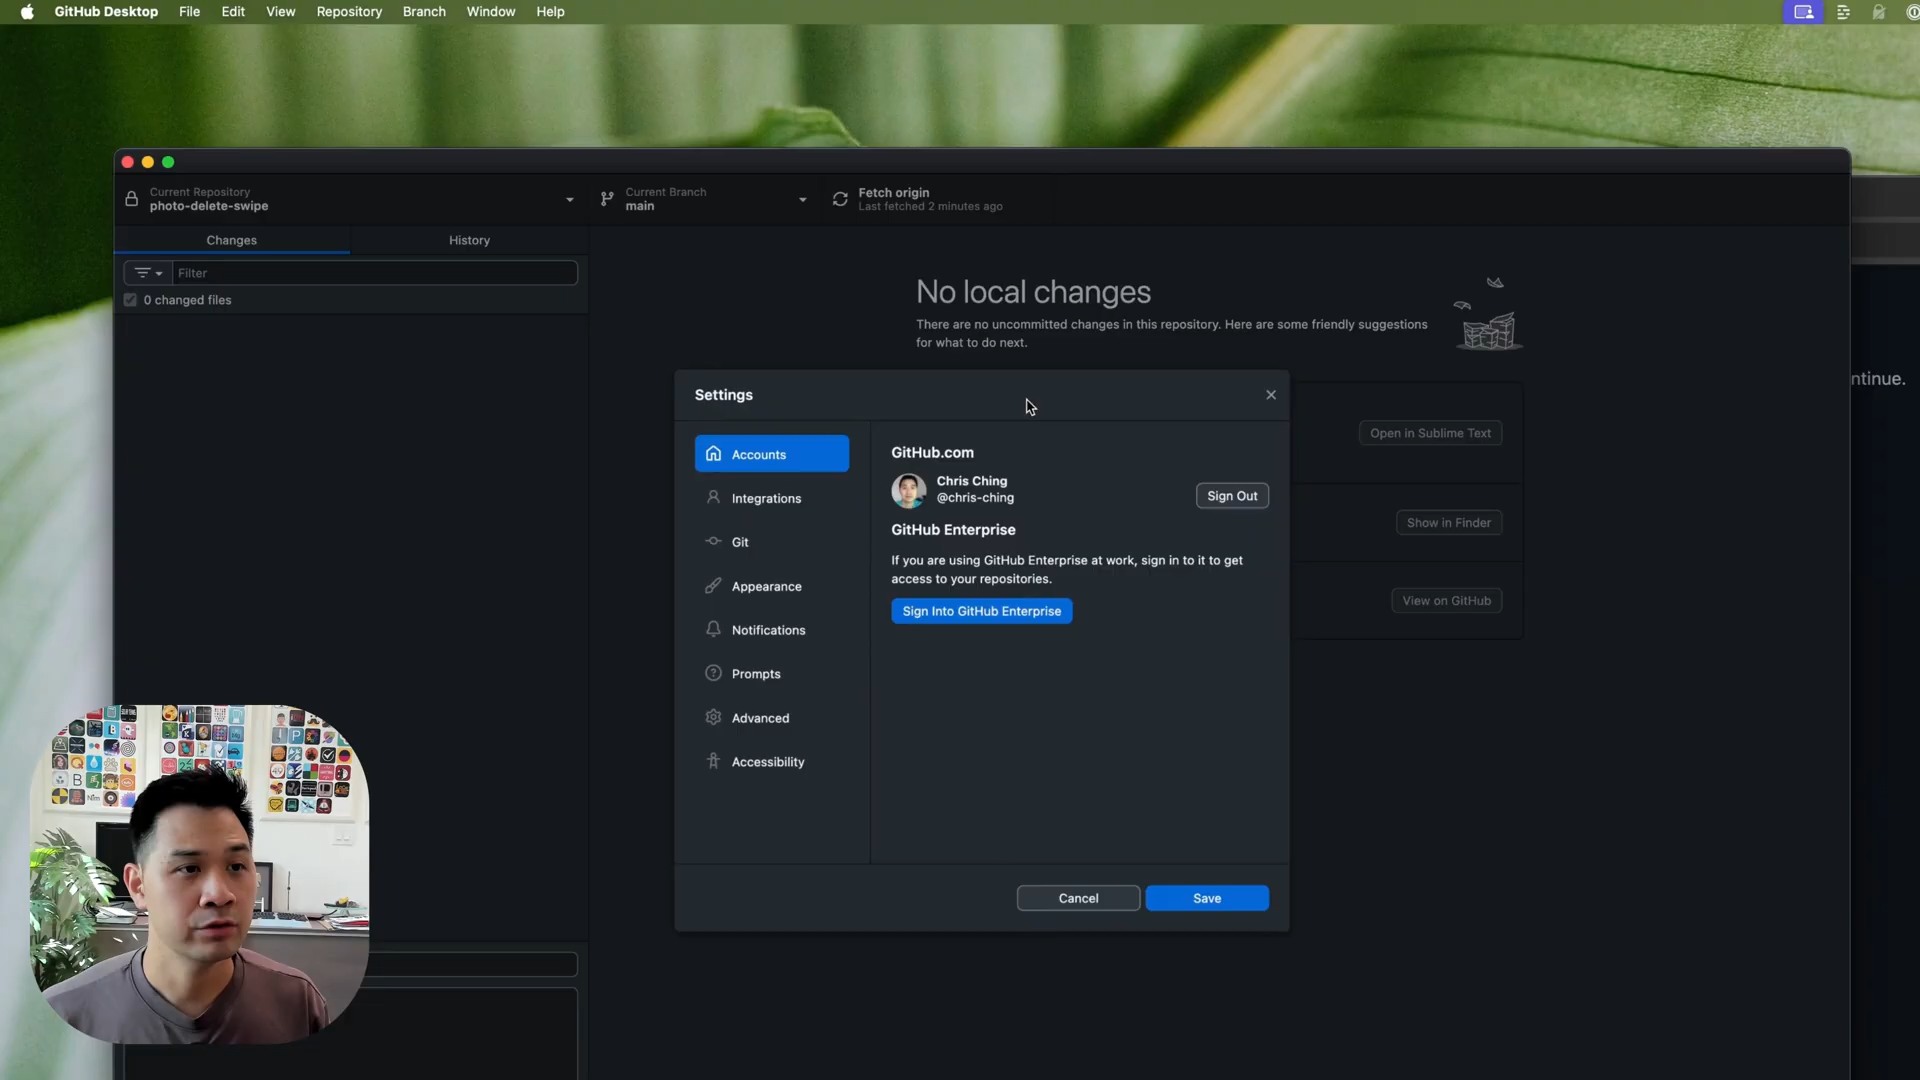 GitHub Desktop File Edit View Repository Branch Window Help
Current Repository
photo-delete-swipe
Current Branch
main
Fetch origin
Last fetched 2 minutes ago
Changes
History
Filter
0 changed files
No local changes
There are no uncommitted changes in this repository. Here are some friendly suggestions
for what to do next.
ntinue.
Open in Sublime Text
Show in Finder
View on GitHub
Settings
Accounts
Integrations
Git
Appearance
Notifications
Prompts
Advanced
Accessibility
GitHub.com
Chris Ching
@chris-ching
Sign Out
GitHub Enterprise
If you are using GitHub Enterprise at work, sign in to it to get
access to your repositories.
Sign Into GitHub Enterprise
Cancel
Save